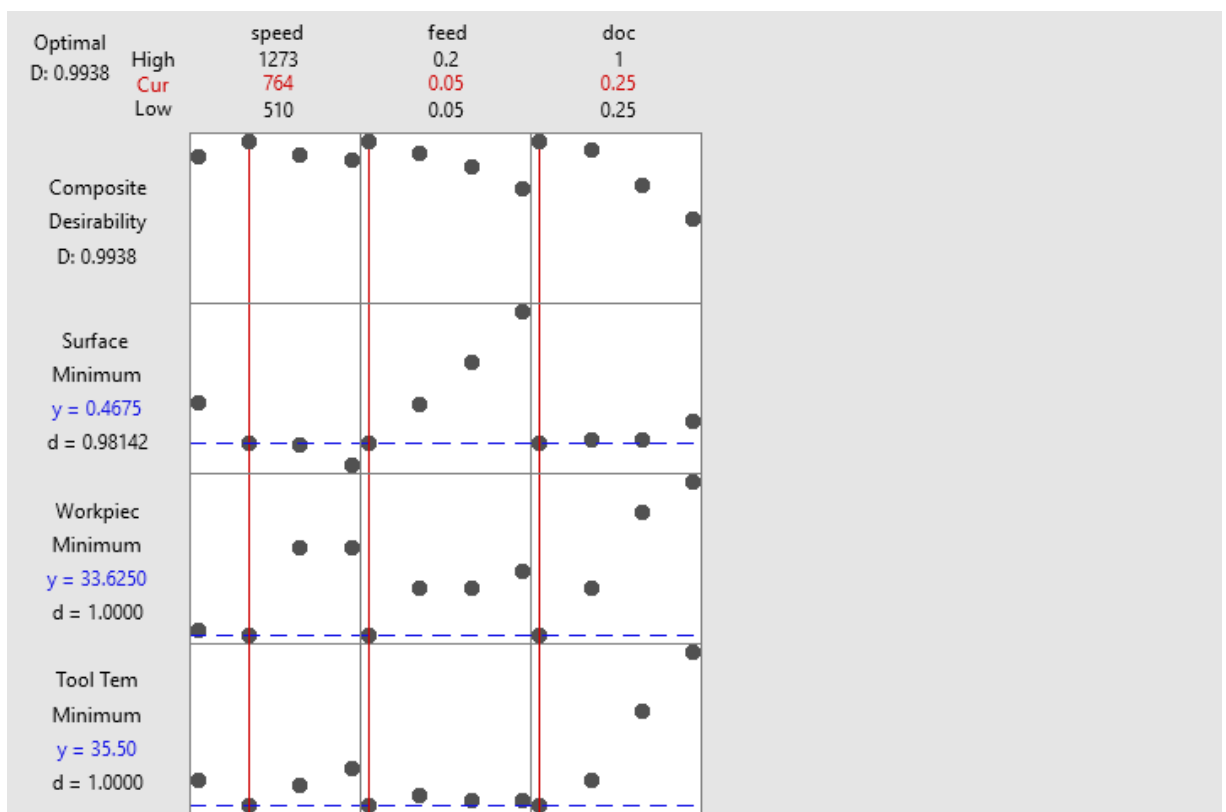 Optimal
D: 0.9938
speed feed doc
High 1273 0.2 1
Cur 764 0.05 0.25
Low 510 0.05 0.25
Composite
Desirability
D: 0.9938
Surface
Minimum
y = 0.4675
d = 0.98142
Workpiec
Minimum
y = 33.6250
d = 1.0000
Tool Tem
Minimum
y = 35.50
d = 1.0000